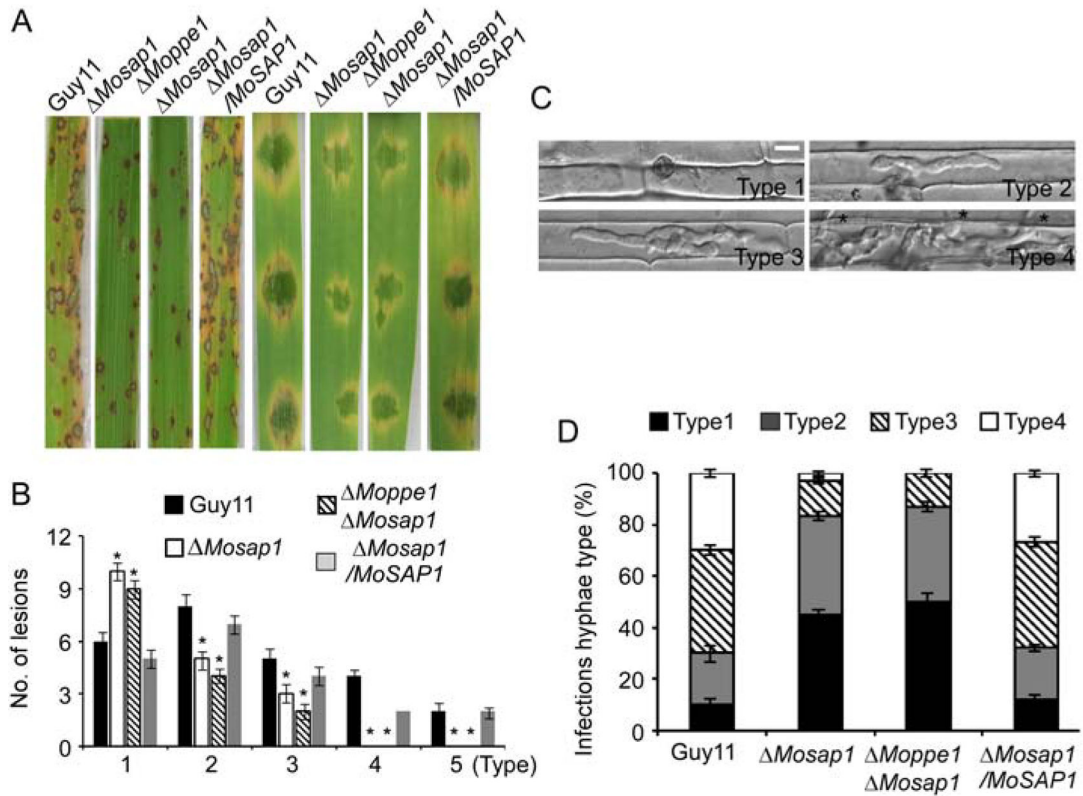 A
Guy11
ΔMosap1
ΔMoppe1
ΔMosap1
ΔMosap1
/MoSAP1
Guy11
ΔMosap1
ΔMoppe1
ΔMosap1
ΔMosap1
/MoSAP1
B
Guy11
ΔMosap1
ΔMoppe1
ΔMosap1
ΔMosap1
/MoSAP1
No. of lesions
12
9
6
3
0
* *
* *
* *
* *
* *
1 2 3 4 5 (Type)
C
Type 1
Type 2
Type 3
* * *
Type 4
D
Type1 Type2 Type3 Type4
Infections hyphae type (%)
100
80
60
40
20
0
Guy11
ΔMosap1
ΔMoppe1
ΔMosap1
ΔMosap1
/MoSAP1